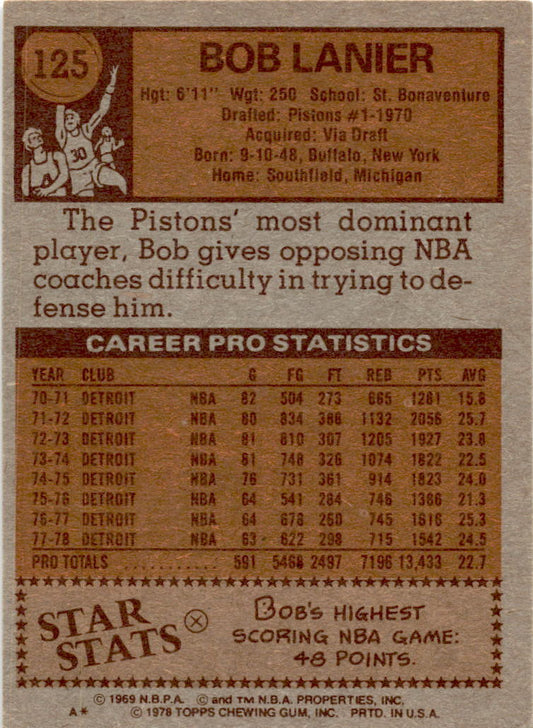 125
30
BOB LANIER
Hgt: 6'11" Wgt: 250 School: St. Bonaventure
Drafted: Pistons #1-1970
Acquired: Via Draft
Born: 9-10-48, Buffalo, New York
Home: Southfield, Michigan
The Pistons' most dominant
player, Bob gives opposing NBA
coaches difficulty in trying to de-
fense him.
CAREER PRO STATISTICS
YEAR CLUB G FG FT REB PTS AVG
70-71 DETROIT NBA 82 504 273 665 1281 15.6
71-72 DETROIT NBA 80 834 388 1132 2056 25.7
72-73 DETROIT NBA 81 810 307 1205 1927 23.8
73-74 DETROIT NBA 81 748 326 1074 1822 22.5
74-75 DETROIT NBA 76 731 361 914 1823 24.0
75-76 DETROIT NBA 64 541 284 746 1366 21.3
76-77 DETROIT NBA 64 678 260 745 1616 25.3
77-78 DETROIT NBA 63 622 298 715 1542 24.5
PRO TOTALS ........... 591 5468 2497 7196 13,433 22.7
STAR
STATS
BOB'S HIGHEST
SCORING NBA GAME:
48 POINTS.
© 1969 N.B.P.A. © and TM N.B.A. PROPERTIES, INC.
A* © 1978 TOPPS CHEWING GUM, INC. PRTD. IN U.S.A.